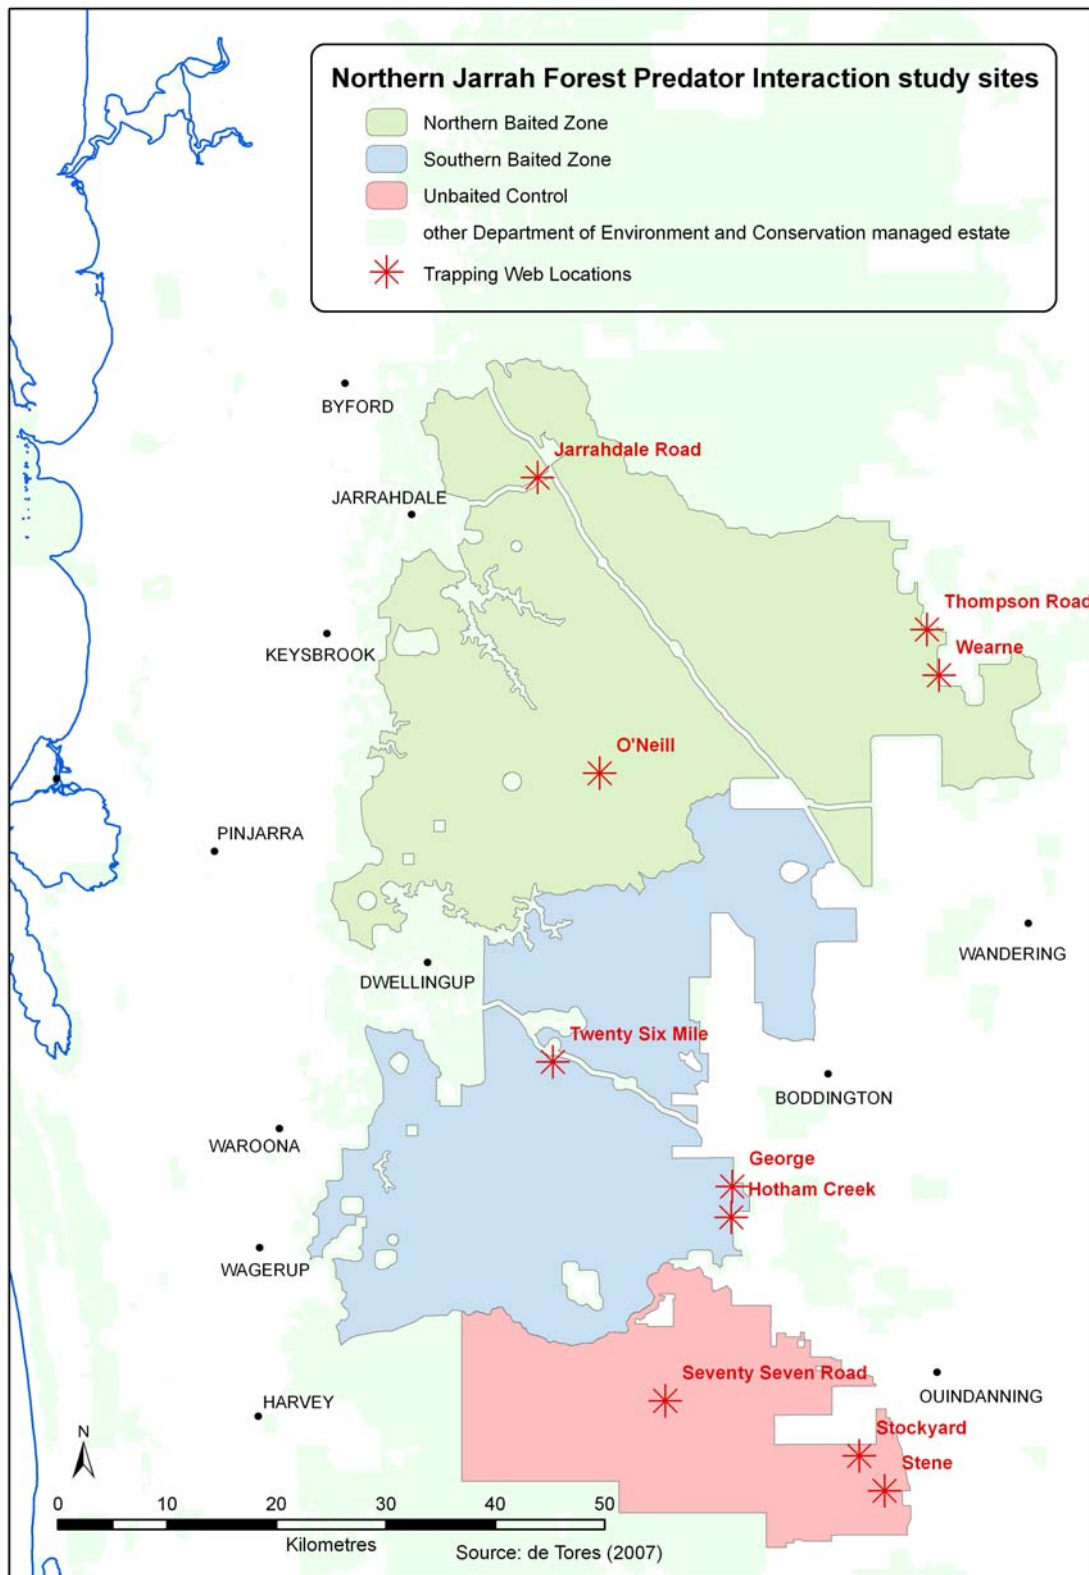 Northern Jarrah Forest Predator Interaction study sites
Northern Baited Zone
Southern Baited Zone
Unbaited Control
other Department of Environment and Conservation managed estate
Trapping Web Locations
BYFORD
Jarrahdale Road
JARRAHDALE
Thompson Road
KEYSBROOK
Wearne
O'Neill
PINJARRA
WANDERING
DWELLINGUP
Twenty Six Mile
BODDINGTON
WAROONA
George
Hotham Creek
WAGERUP
Seventy Seven Road
QUINDANNING
HARVEY
Stockyard
N
Stene
0 10 20 30 40 50
Kilometres
Source: de Tores (2007)